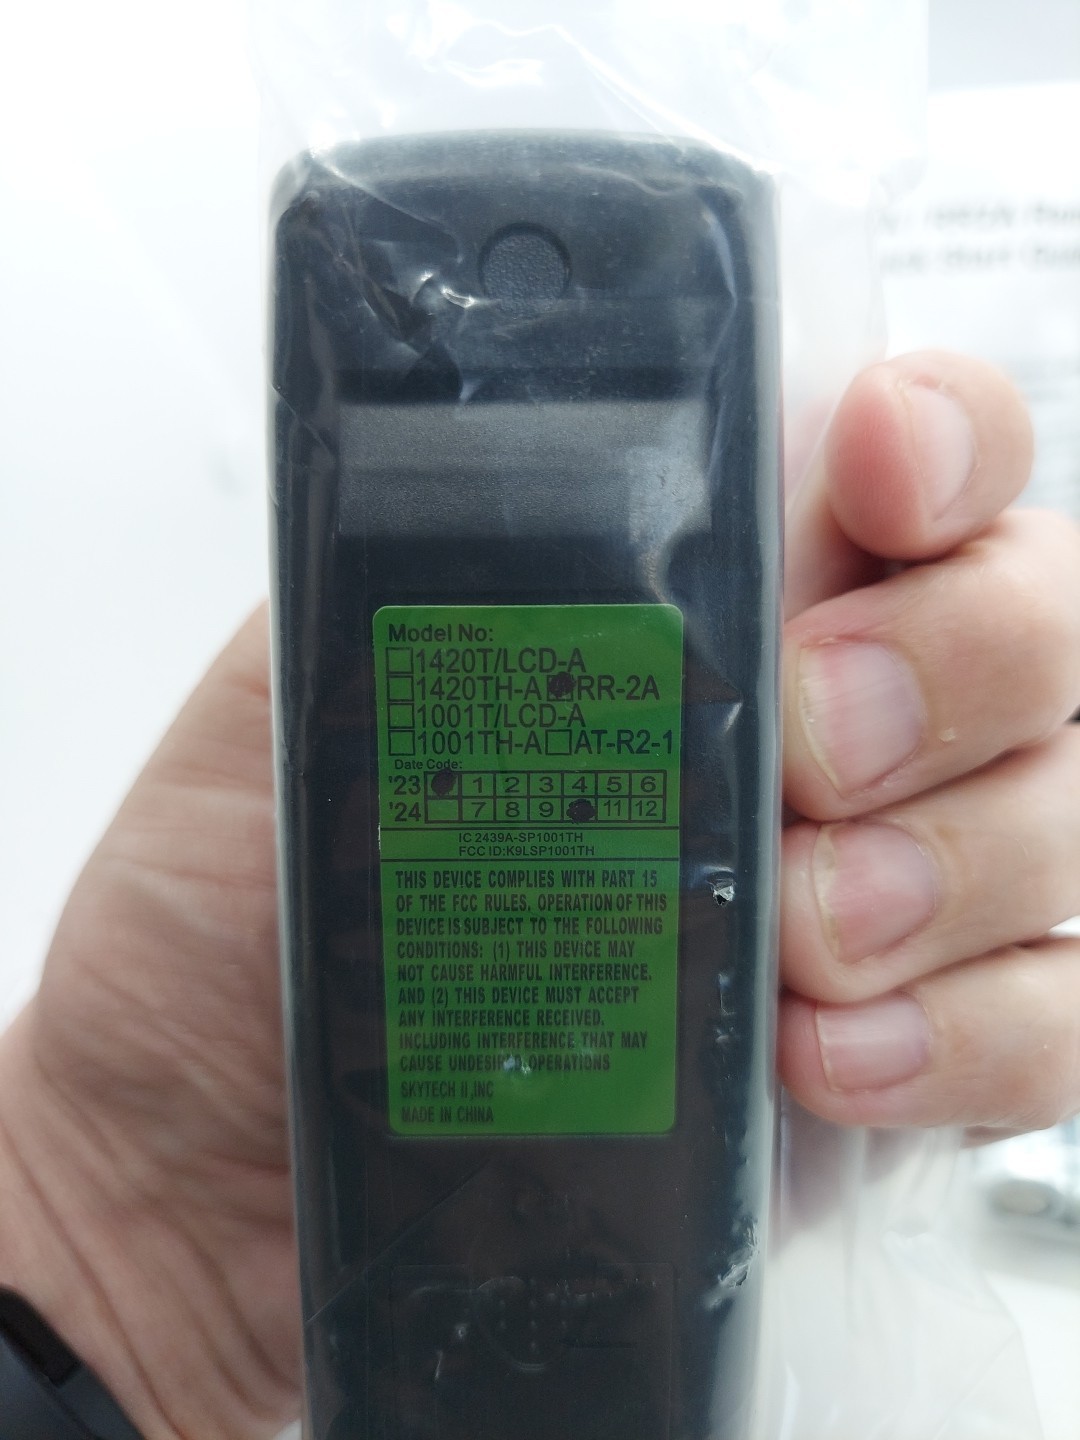 Model No:
1420T/LCD-A
1420TH-A RR-2A
1001T/LCD-A
1001TH-A AT-R2-1
Date Code:
'23 1 2 3 4 5 6
'24 7 8 9 11 12
IC 2439A-SP1001TH
FCC ID:K9LSP1001TH
THIS DEVICE COMPLIES WITH PART 15
OF THE FCC RULES, OPERATION OF THIS
DEVICE IS SUBJECT TO THE FOLLOWING
CONDITIONS: (1) THIS DEVICE MAY
NOT CAUSE HARMFUL INTERFERENCE.
AND (2) THIS DEVICE MUST ACCEPT
ANY INTERFERENCE RECEIVED,
INCLUDING INTERFERENCE THAT MAY
CAUSE UNDESIRED OPERATIONS
SKYTECH II ,INC
MADE IN CHINA